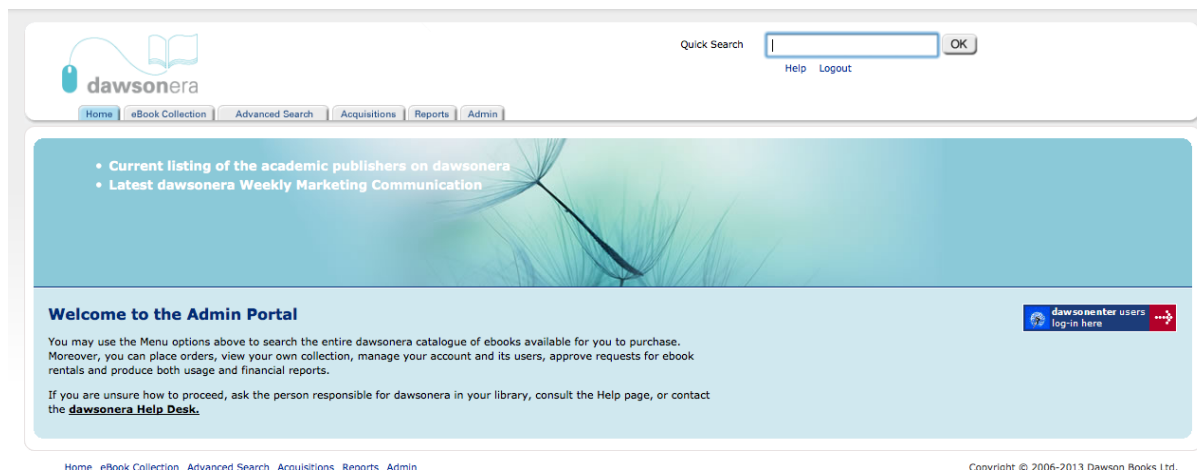 Quick Search
OK
Help Logout
dawsonera
Home eBook Collection Advanced Search Acquisitions Reports Admin
• Current listing of the academic publishers on dawsonera
• Latest dawsonera Weekly Marketing Communication
Welcome to the Admin Portal
dawsonenter users
log-in here
You may use the Menu options above to search the entire dawsonera catalogue of ebooks available for you to purchase.
Moreover, you can place orders, view your own collection, manage your account and its users, approve requests for ebook
rentals and produce both usage and financial reports.
If you are unsure how to proceed, ask the person responsible for dawsonera in your library, consult the Help page, or contact
the dawsonera Help Desk.
Home eBook Collection Advanced Search Acquisitions Reports Admin
Copyright © 2006-2013 Dawson Books Ltd.